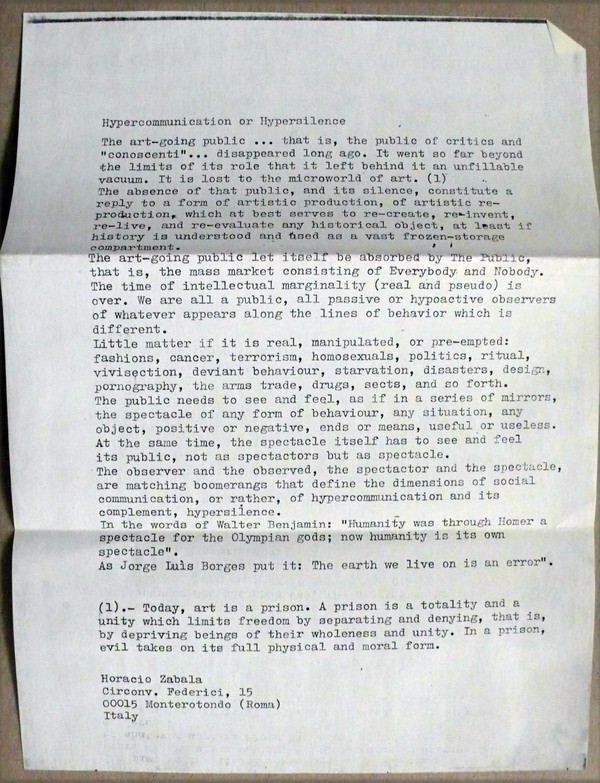 Hypercommunication or Hypersilence
The art-going public ... that is, the public of critics and
"conoscenti"... disappeared long ago. It went so far beyond
the limits of its role that it left behind it an unfillable
vacuum. It is lost to the microworld of art. (1)
The absence of that public, and its silence, constitute a
reply to a form of artistic production, of artistic re-
production, which at best serves to re-create, re-invent,
re-live, and re-evaluate any historical object, at least if
history is understood and used as a vast frozen-storage
compartment.
The art-going public let itself be absorbed by The Public,
that is, the mass market consisting of Everybody and Nobody.
The time of intellectual marginality (real and pseudo) is
over. We are all a public, all passive or hypoactive observers
of whatever appears along the lines of behavior which is
different.
Little matter if it is real, manipulated, or pre-empted:
fashions, cancer, terrorism, homosexuals, politics, ritual,
vivisection, deviant behaviour, starvation, disasters, design,
pornography, the arms trade, drugs, sects, and so forth.
The public needs to see and feel, as if in a series of mirrors,
the spectacle of any form of behaviour, any situation, any
object, positive or negative, ends or means, useful or useless.
At the same time, the spectacle itself has to see and feel
its public, not as spectactors but as spectacle.
The observer and the observed, the spectactor and the spectacle,
are matching boomerangs that define the dimensions of social
communication, or rather, of hypercommunication and its
complement, hypersilence.
In the words of Walter Benjamin: "Humanity was through Homer a
spectacle for the Olympian gods; now humanity is its own
spectacle".
As Jorge Luis Borges put it: The earth we live on is an error".
(1).- Today, art is a prison. A prison is a totality and a
unity which limits freedom by separating and denying, that is,
by depriving beings of their wholeness and unity. In a prison,
evil takes on its full physical and moral form.
Horacio Zabala
Circonv. Federici, 15
00015 Monterotondo (Roma)
Italy